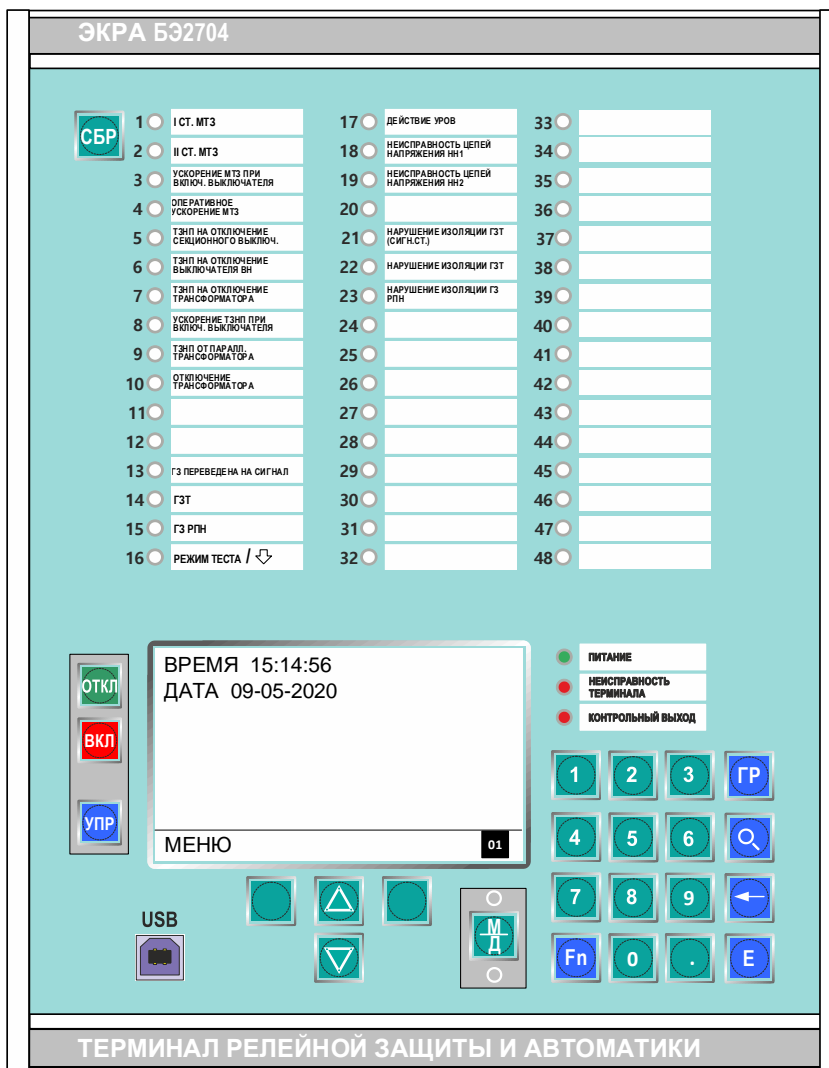 ЭКРА БЭ2704
СБР
1 I СТ. МТЗ
2 II СТ. МТЗ
3 УСКОРЕНИЕ МТЗ ПРИ
ВКЛЮЧ. ВЫКЛЮЧАТЕЛЯ
4 ОПЕРАТИВНОЕ
УСКОРЕНИЕ МТЗ
5 ТЗНП НА ОТКЛЮЧЕНИЕ
СЕКЦИОННОГО ВЫКЛЮЧ.
6 ТЗНП НА ОТКЛЮЧЕНИЕ
ВЫКЛЮЧАТЕЛЯ ВН
7 ТЗНП НА ОТКЛЮЧЕНИЕ
ТРАНСФОРМАТОРА
8 УСКОРЕНИЕ ТЗНП ПРИ
ВКЛЮЧ. ВЫКЛЮЧАТЕЛЯ
9 ТЗНП ОТ ПАРАЛЛ.
ТРАНСФОРМАТОРА
10 ОТКЛЮЧЕНИЕ
ТРАНСФОРМАТОРА
11
12
13 ГЗ ПЕРЕВЕДЕНА НА СИГНАЛ
14 ГЗТ
15 ГЗ РПН
16 РЕЖИМ ТЕСТА /
17 ДЕЙСТВИЕ УРОВ
18 НЕИСПРАВНОСТЬ ЦЕПЕЙ
НАПРЯЖЕНИЯ НН1
19 НЕИСПРАВНОСТЬ ЦЕПЕЙ
НАПРЯЖЕНИЯ НН2
20
21 НАРУШЕНИЕ ИЗОЛЯЦИИ ГЗТ
(СИГН.СТ.)
22 НАРУШЕНИЕ ИЗОЛЯЦИИ ГЗТ
23 НАРУШЕНИЕ ИЗОЛЯЦИИ ГЗ
РПН
24
25
26
27
28
29
30
31
32
33
34
35
36
37
38
39
40
41
42
43
44
45
46
47
48
ОТКЛ
ВКЛ
УПР
ВРЕМЯ 15:14:56
ДАТА 09-05-2020
МЕНЮ 01
ПИТАНИЕ
НЕИСПРАВНОСТЬ
ТЕРМИНАЛА
КОНТРОЛЬНЫЙ ВЫХОД
1 2 3 ГР
4 5 6
7 8 9
Fn 0 . E
USB
М
Д
ТЕРМИНАЛ РЕЛЕЙНОЙ ЗАЩИТЫ И АВТОМАТИКИ